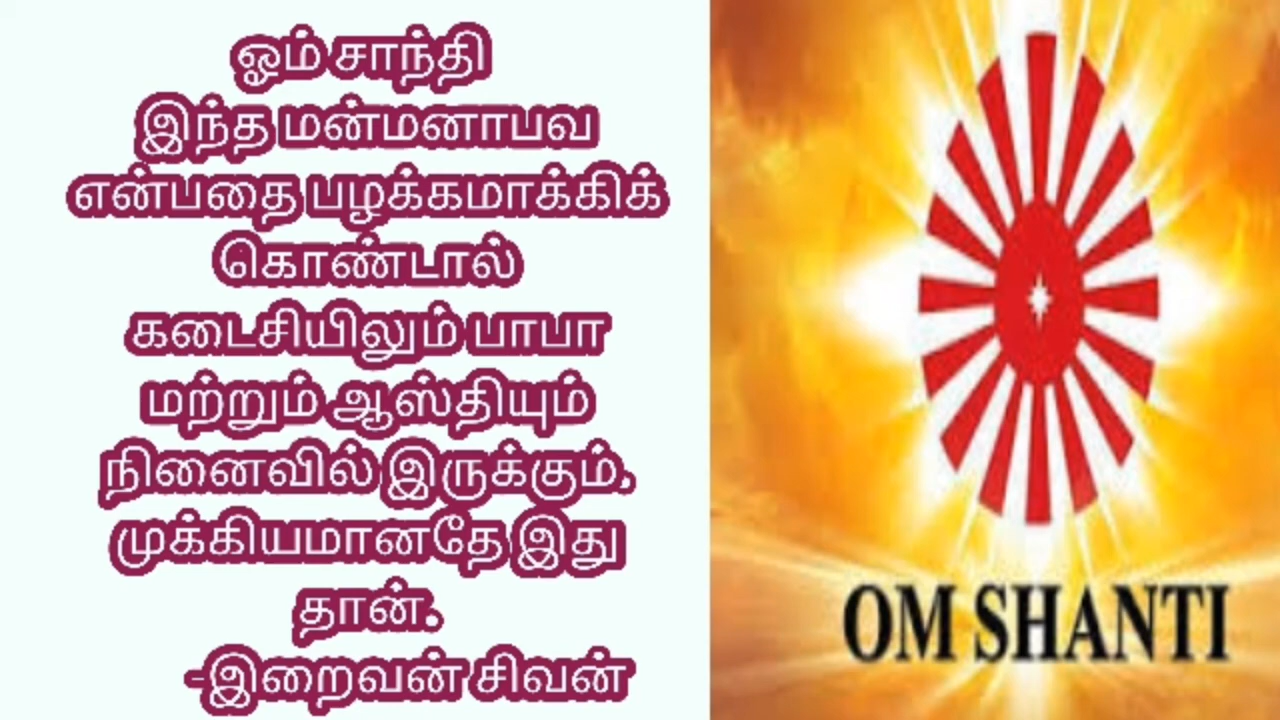 ஓம் சாந்தி
இந்த மன்மனாபவ
என்பதை பழக்கமாக்கிக்
கொண்டால்
கடைசியிலும் பாபா
மற்றும் ஆஸ்தியும்
நினைவில் இருக்கும்.
முக்கியமானதே இது
தான்.
-இறைவன் சிவன்
OM SHANTI